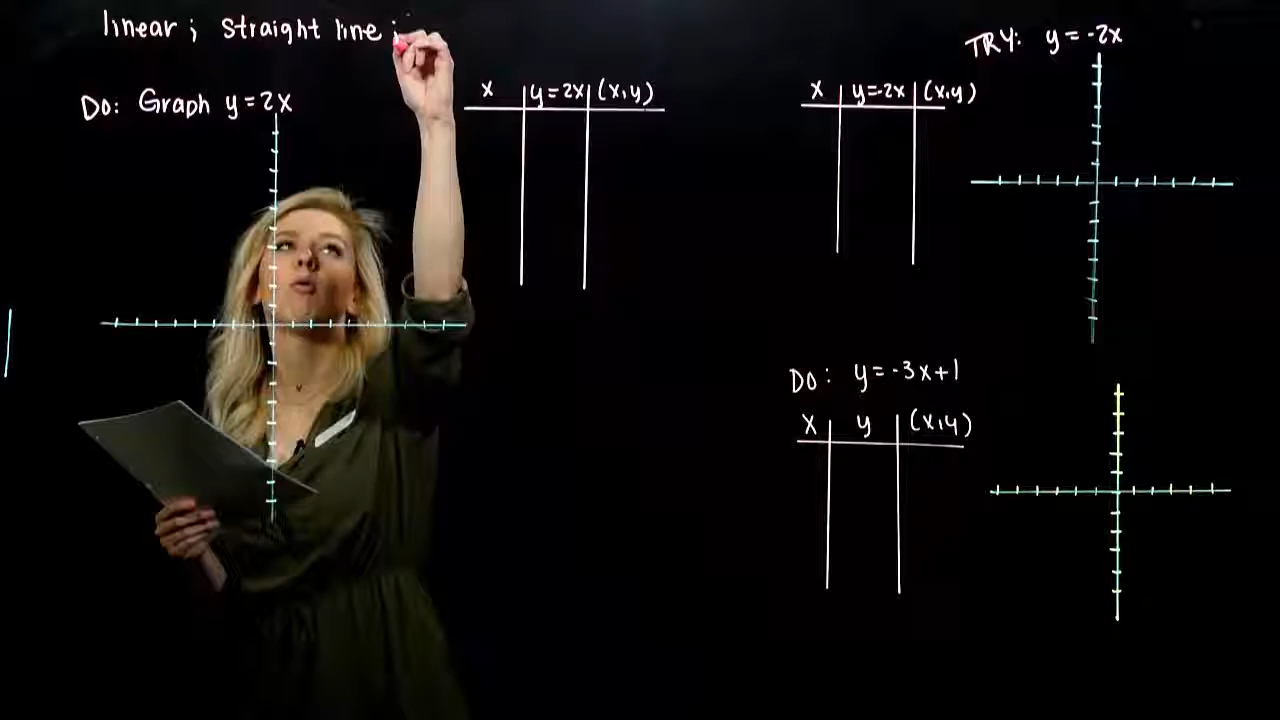 linear ; straight line ;
Do: Graph y = 2x
x y = 2x (x,y)
x y=-2x (x,y)
TRY: y = -2x
DO: y = -3x+1
x y (x,y)